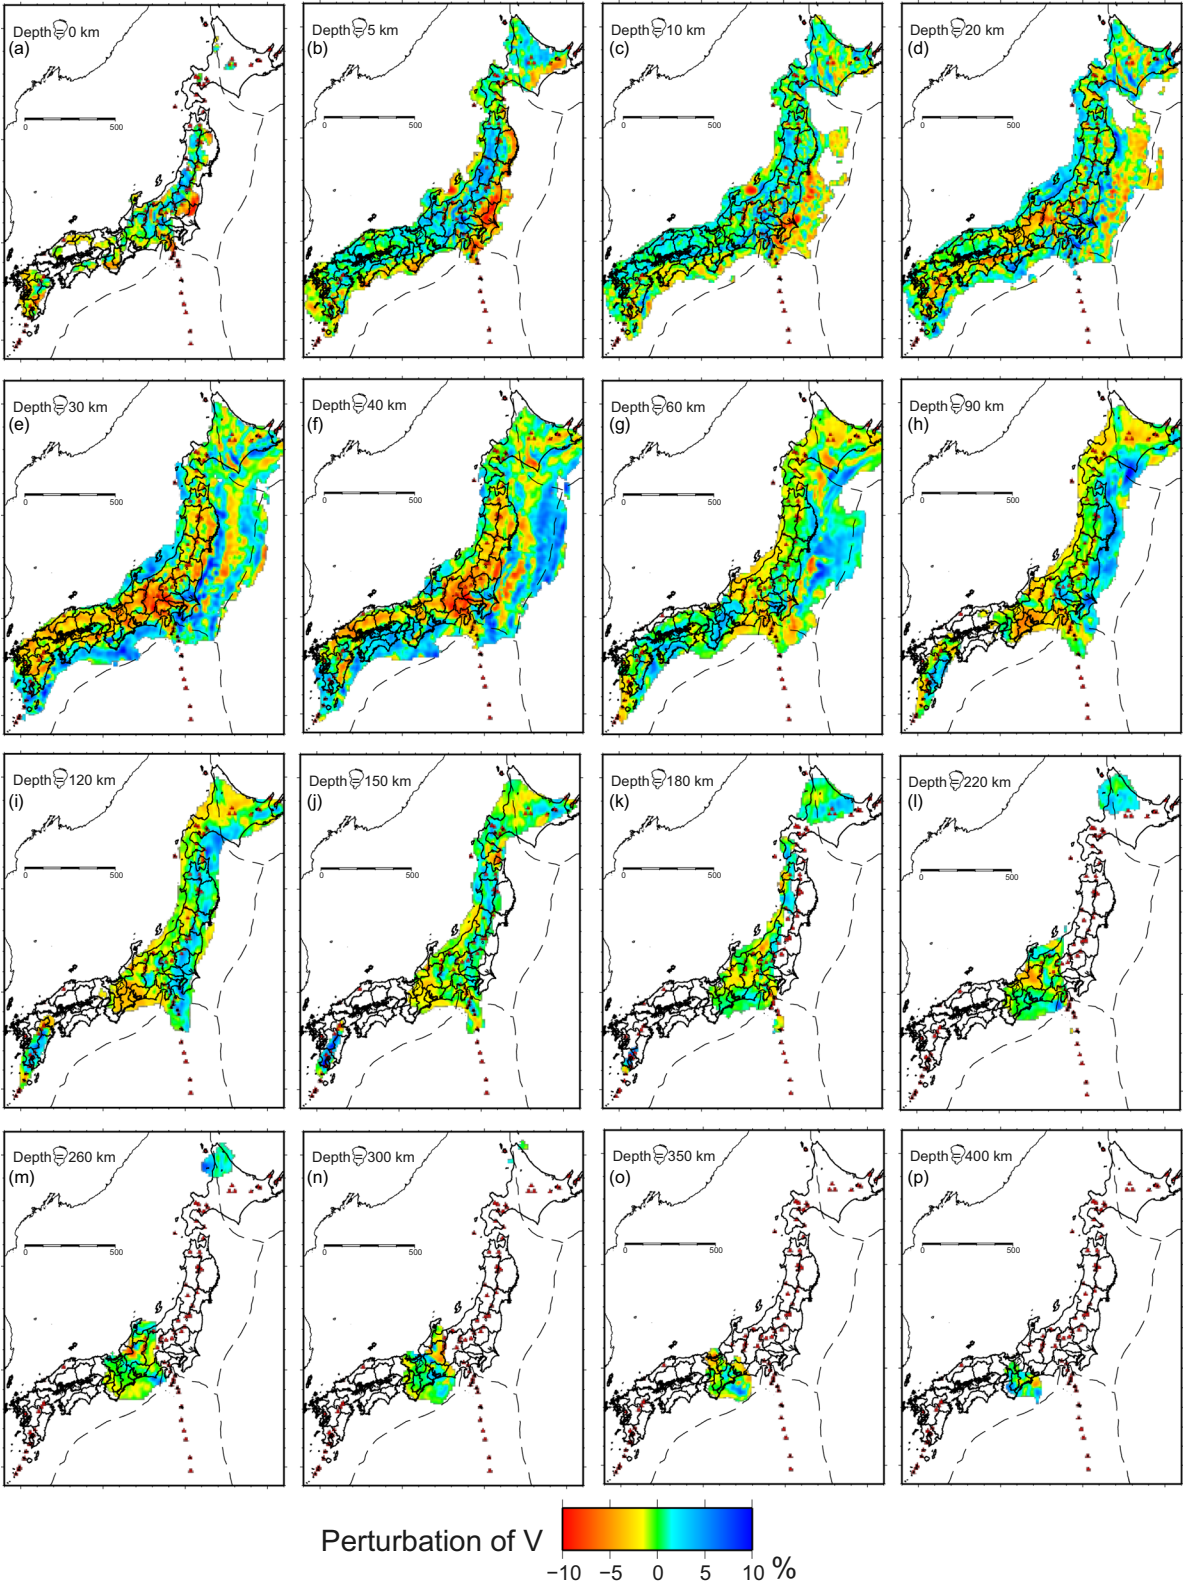 Depth 0 km
(a)
0 500
Depth 5 km
(b)
0 500
Depth 10 km
(c)
0 500
Depth 20 km
(d)
0 500
Depth 30 km
(e)
0 500
Depth 40 km
(f)
0 500
Depth 60 km
(g)
0 500
Depth 90 km
(h)
0 500
Depth 120 km
(i)
0 500
Depth 150 km
(j)
0 500
Depth 180 km
(k)
0 500
Depth 220 km
(l)
0 500
Depth 260 km
(m)
0 500
Depth 300 km
(n)
0 500
Depth 350 km
(o)
0 500
Depth 400 km
(p)
0 500
Perturbation of V
−10 −5 0 5 10 %